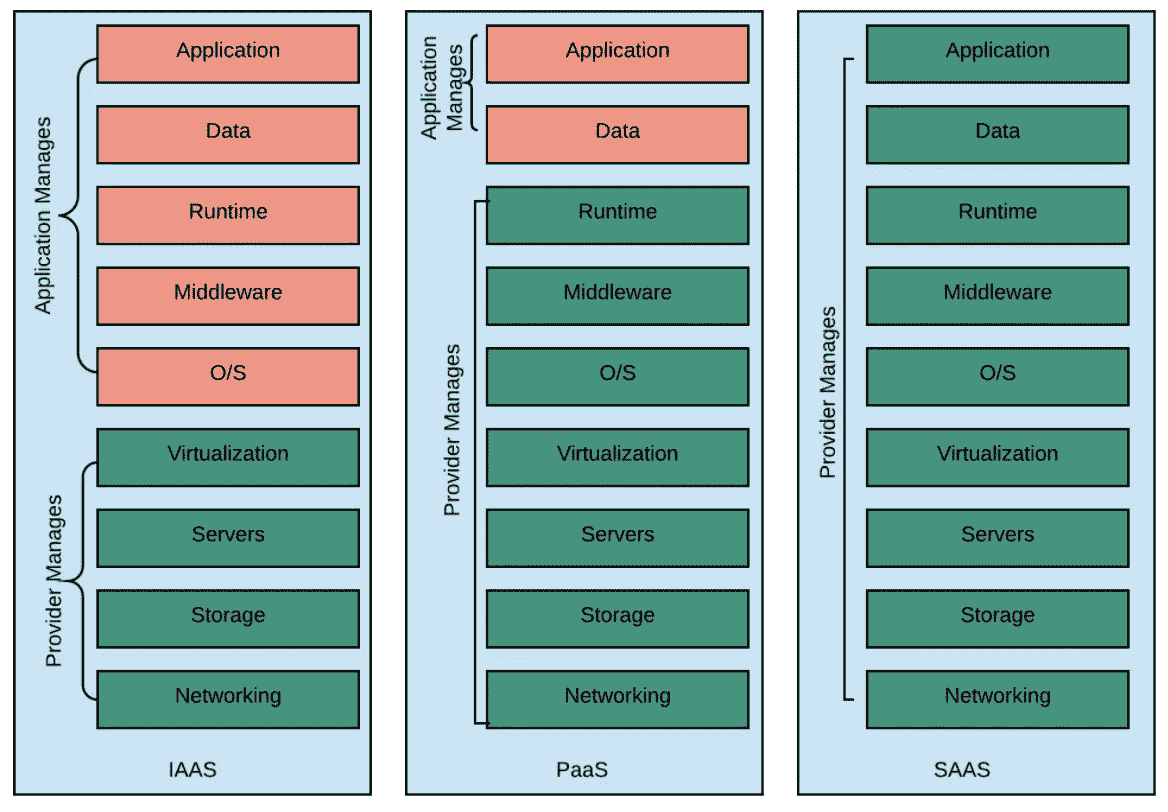 Application Manages
Application
Data
Runtime
Middleware
O/S
Provider Manages
Virtualization
Servers
Storage
Networking
IAAS
Application
Manages
Application
Data
Provider Manages
Runtime
Middleware
O/S
Virtualization
Servers
Storage
Networking
PaaS
Provider Manages
Application
Data
Runtime
Middleware
O/S
Virtualization
Servers
Storage
Networking
SAAS